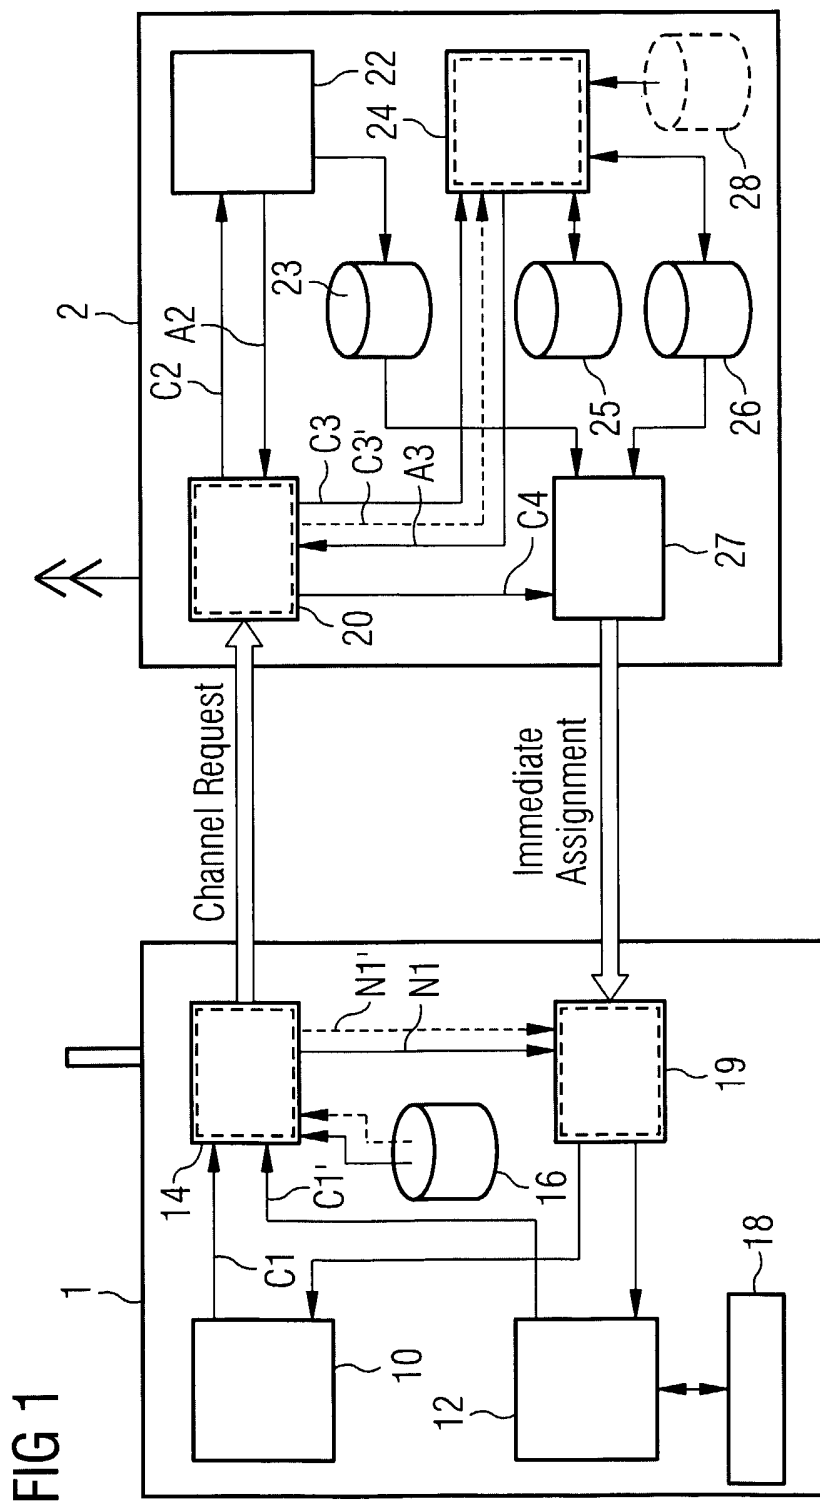 FIG 1
1
2
C1
14
C1'
10
12
16
18
N1'
N1
19
Channel Request
Immediate
Assignment
20
C2
A2
22
23
24
C3
C3'
A3
C4
25
26
27
28